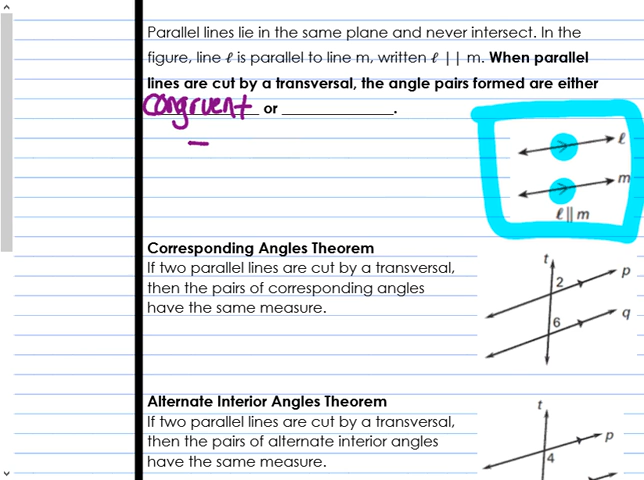 Parallel lines lie in the same plane and never intersect. In the
figure, line ℓ is parallel to line m, written ℓ || m. When parallel
lines are cut by a transversal, the angle pairs formed are either
congruent or ____________.
ℓ
m
ℓ || m
Corresponding Angles Theorem
If two parallel lines are cut by a transversal,
then the pairs of corresponding angles
have the same measure.
t
p
2
q
6
Alternate Interior Angles Theorem
If two parallel lines are cut by a transversal,
then the pairs of alternate interior angles
have the same measure.
t
p
4